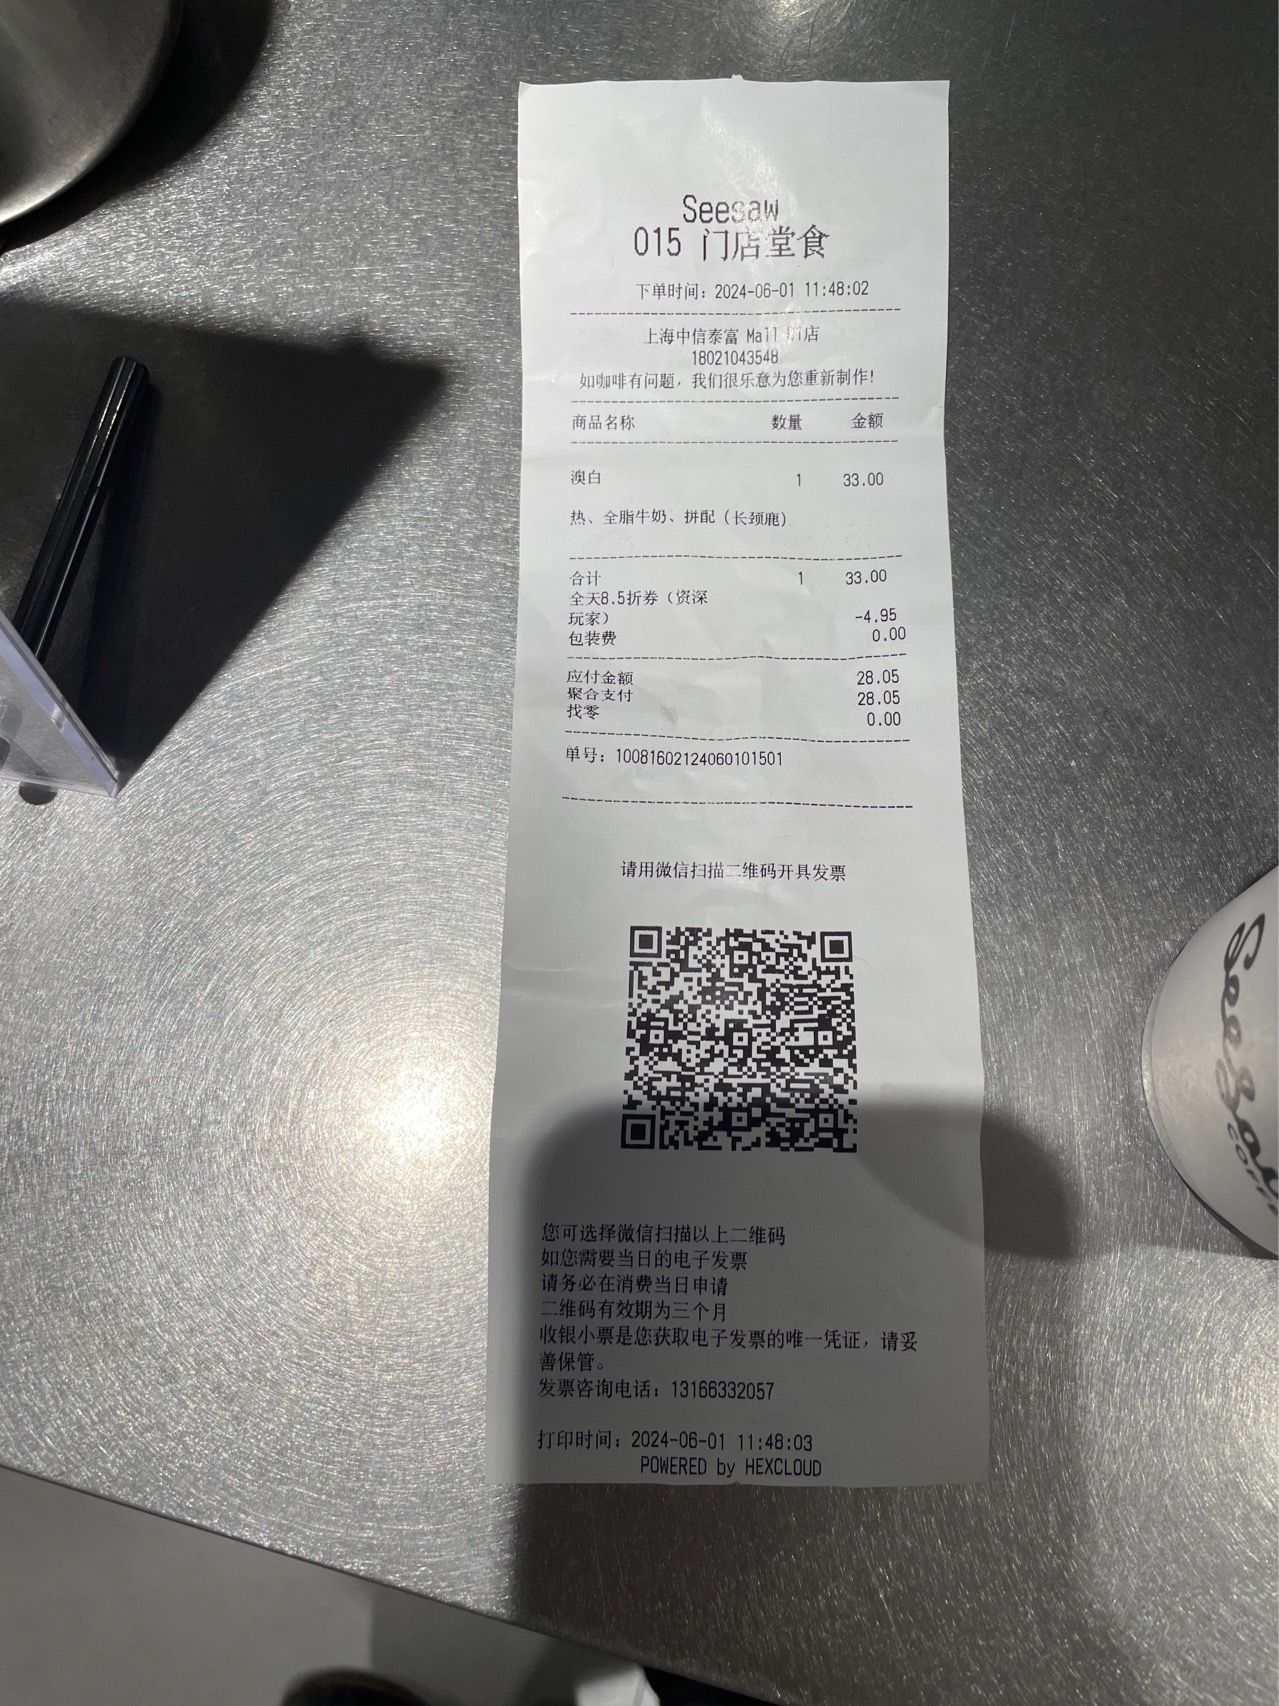 Seesaw
015 门店堂食
下单时间：2024-06-01 11:48:02
上海中信泰富 Mall 店
18021043548
如咖啡有问题，我们很乐意为您重新制作！
商品名称 数量 金额
澳白 1 33.00
热、全脂牛奶、拼配（长颈鹿）
合计 1 33.00
全天8.5折券（资深
玩家） -4.95
包装费 0.00
应付金额 28.05
聚合支付 28.05
找零 0.00
单号：10081602124060101501
请用微信扫描二维码开具发票
您可选择微信扫描以上二维码
如您需要当日的电子发票
请务必在消费当日申请
二维码有效期为三个月
收银小票是您获取电子发票的唯一凭证，请妥
善保管。
发票咨询电话：13166332057
打印时间：2024-06-01 11:48:03
POWERED by HEXCLOUD
Seesaw